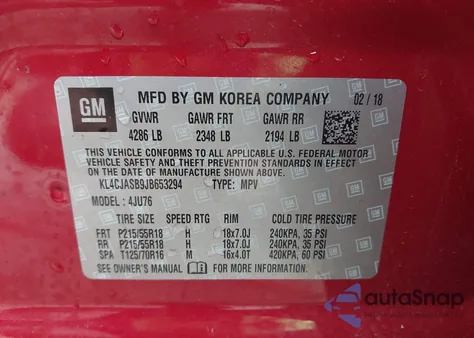 GM
MFD BY GM KOREA COMPANY 02 / 18
GVWR GAWR FRT GAWR RR
4286 LB 2348 LB 2194 LB
THIS VEHICLE CONFORMS TO ALL APPLICABLE U.S. FEDERAL MOTOR
VEHICLE SAFETY AND THEFT PREVENTION STANDARDS IN EFFECT ON
THE DATE OF MANUFACTURE SHOWN ABOVE.
KL4CJASB9JB653294 TYPE: MPV
MODEL: 4JU76
TIRE SIZE SPEED RTG RIM COLD TIRE PRESSURE
FRT P215/55R18 H 18x7.0J 240KPA, 35 PSI
RR P215/55R18 H 18x7.0J 240KPA, 35 PSI
SPA T125/70R16 M 16x4.0T 420KPA, 60 PSI
SEE OWNER'S MANUAL FOR MORE INFORMATION
autoSnap